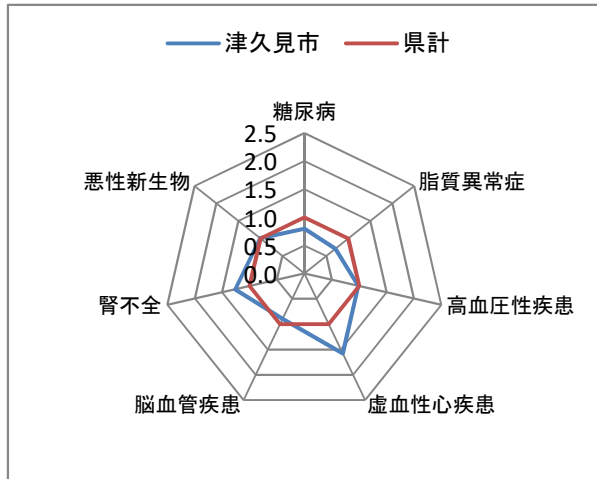 津久見市 県計
糖尿病
2.5
2.0
1.5
1.0
0.5
0.0
脂質異常症
高血圧性疾患
虚血性心疾患
脳血管疾患
腎不全
悪性新生物